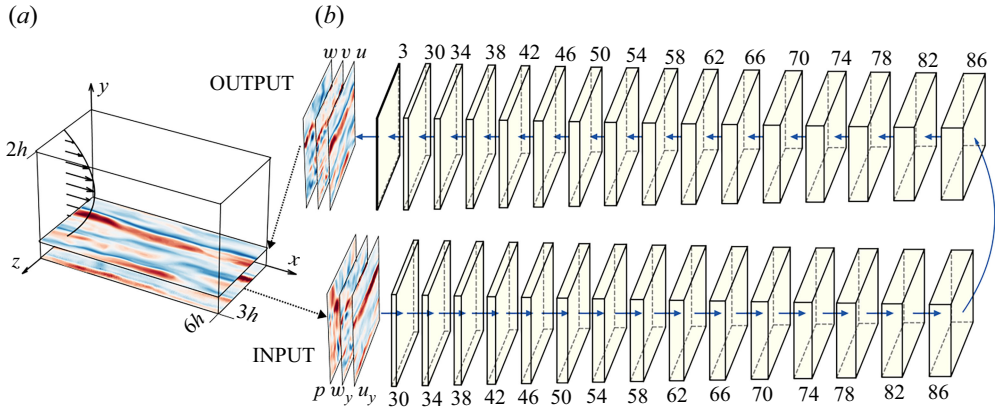 (a)
(b)
w v u
3 30 34 38 42 46 50 54 58 62 66 70 74 78 82 86
OUTPUT
y
2h
z
x
6h
3h
INPUT
p w_y u_y
30 34 38 42 46 50 54 58 62 66 70 74 78 82 86